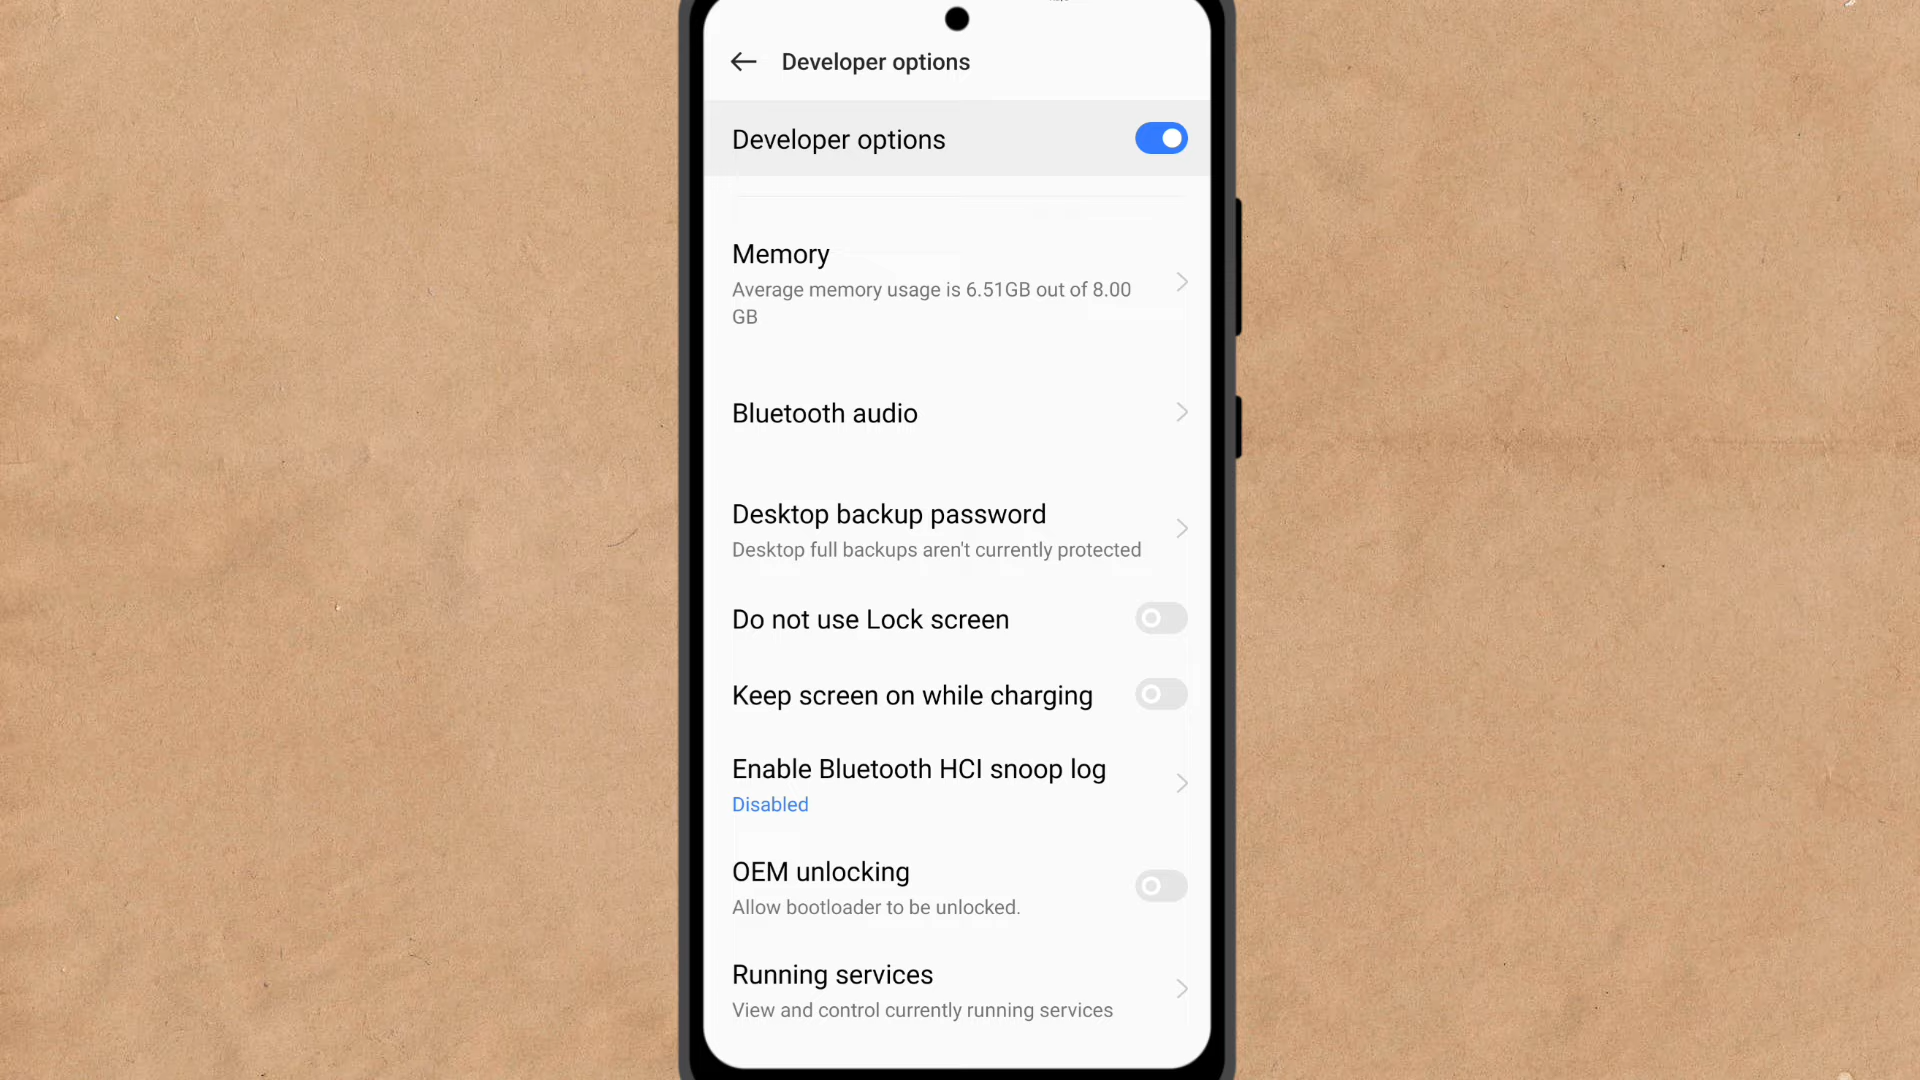 Developer options
Developer options
Memory
Average memory usage is 6.51GB out of 8.00
GB
Bluetooth audio
Desktop backup password
Desktop full backups aren't currently protected
Do not use Lock screen
Keep screen on while charging
Enable Bluetooth HCI snoop log
Disabled
OEM unlocking
Allow bootloader to be unlocked.
Running services
View and control currently running services